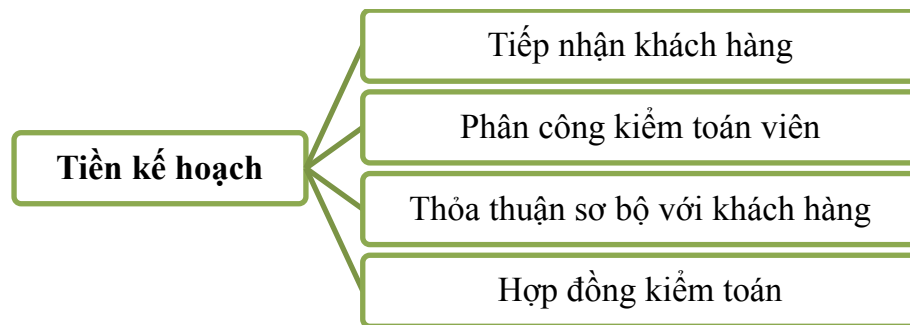 Tiền kế hoạch
Tiếp nhận khách hàng
Phân công kiểm toán viên
Thỏa thuận sơ bộ với khách hàng
Hợp đồng kiểm toán